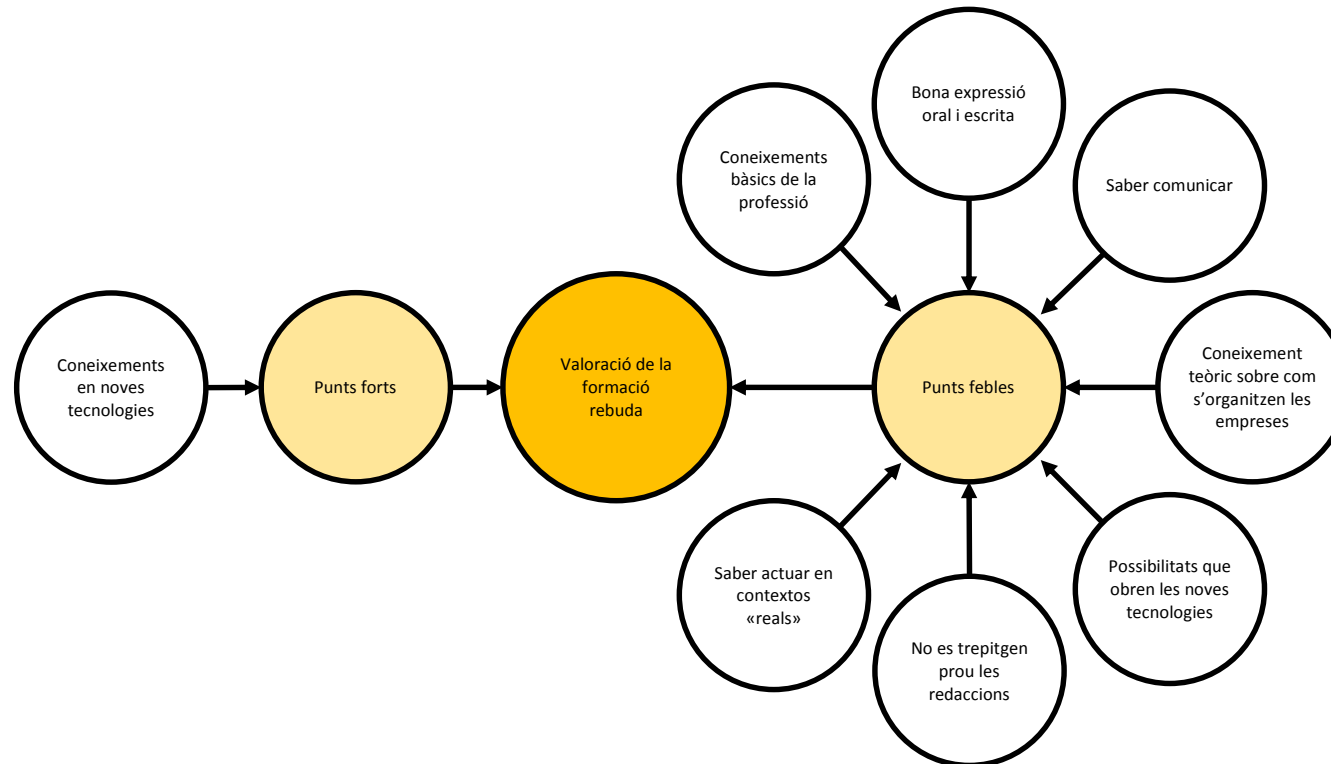 Bona expressió
oral i escrita
Coneixements
bàsics de la
professió
Saber comunicar
Coneixements
en noves
tecnologies
Punts forts
Valoració de la
formació
rebuda
Punts febles
Coneixement
teòric sobre com
s’organitzen les
empreses
Saber actuar en
contextos
«reals»
No es trepitgen
prou les
redaccions
Possibilitats que
obren les noves
tecnologies